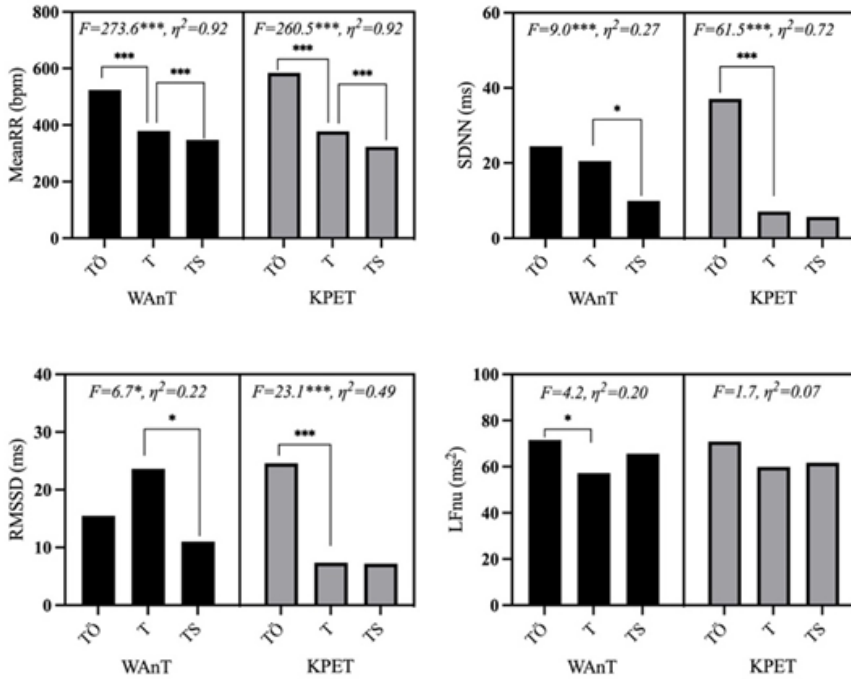 800
600
400
200
0
MeanRR (bpm)
F=273.6***, η²=0.92
F=260.5***, η²=0.92
***
***
***
***
TÖ T TS
TÖ T TS
WAnT
KPET
60
40
20
0
SDNN (ms)
F=9.0***, η²=0.27
F=61.5***, η²=0.72
*
***
TÖ T TS
TÖ T TS
WAnT
KPET
40
30
20
10
0
RMSSD (ms)
F=6.7*, η²=0.22
F=23.1***, η²=0.49
*
***
TÖ T TS
TÖ T TS
WAnT
KPET
100
80
60
40
20
0
LFnu (ms²)
F=4.2, η²=0.20
F=1.7, η²=0.07
*
TÖ T TS
TÖ T TS
WAnT
KPET